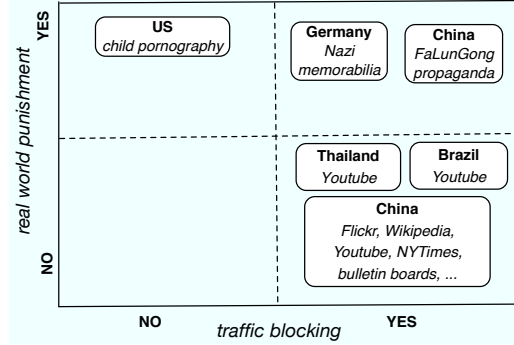 YES
real world punishment
NO
US
child pornography
Germany
Nazi
memorabilia
China
FaLunGong
propaganda
Thailand
Youtube
Brazil
Youtube
China
Flickr, Wikipedia,
Youtube, NYTimes,
bulletin boards, ...
NO
traffic blocking
YES